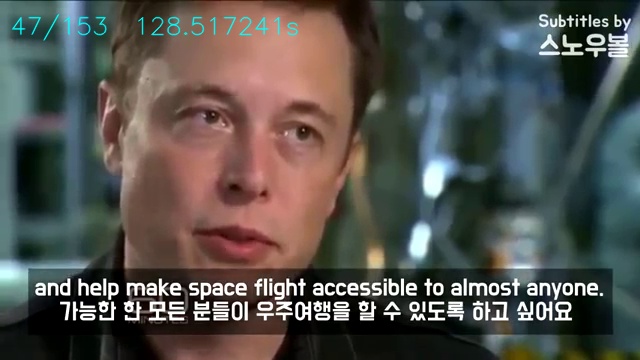 47/153 128.517241s
Subtitles by
스노우볼
and help make space flight accessible to almost anyone.
가능한 한 모든 분들이 우주여행을 할 수 있도록 하고 싶어요
MINUTES